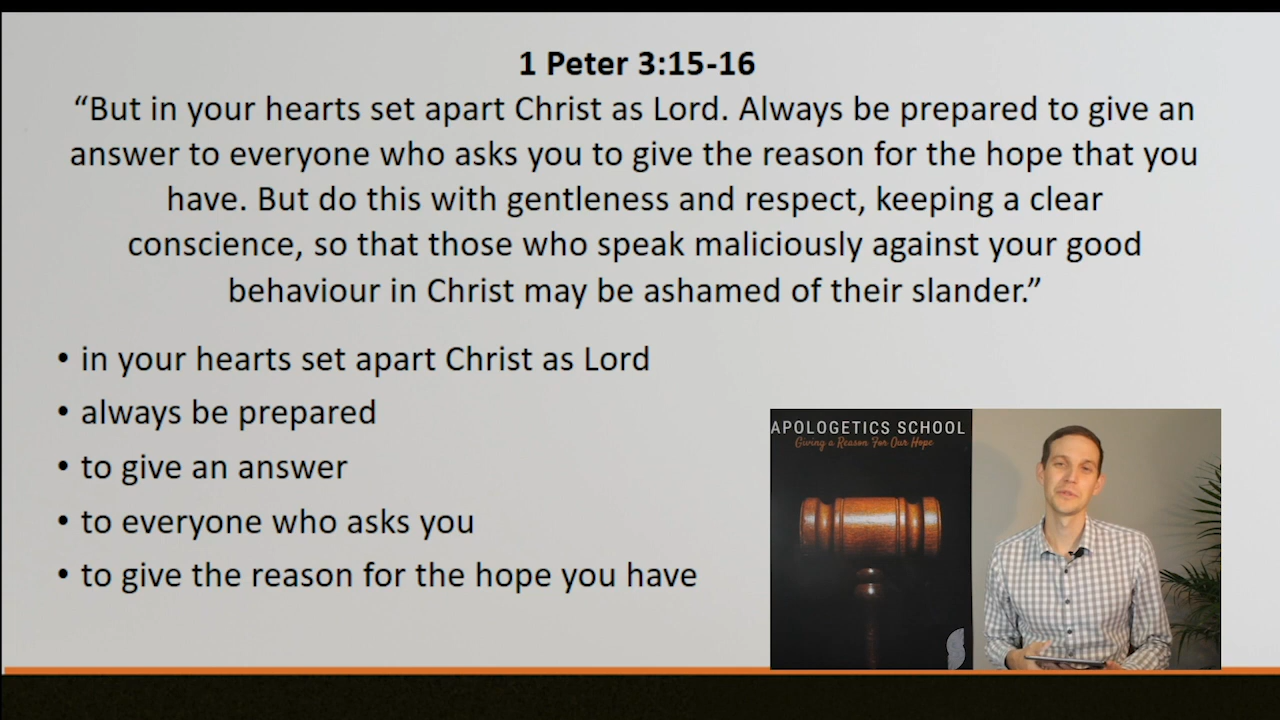 1 Peter 3:15-16
“But in your hearts set apart Christ as Lord. Always be prepared to give an
answer to everyone who asks you to give the reason for the hope that you
have. But do this with gentleness and respect, keeping a clear
conscience, so that those who speak maliciously against your good
behaviour in Christ may be ashamed of their slander.”
• in your hearts set apart Christ as Lord
• always be prepared
• to give an answer
• to everyone who asks you
• to give the reason for the hope you have
APOLOGETICS SCHOOL
Giving a Reason For Our Hope